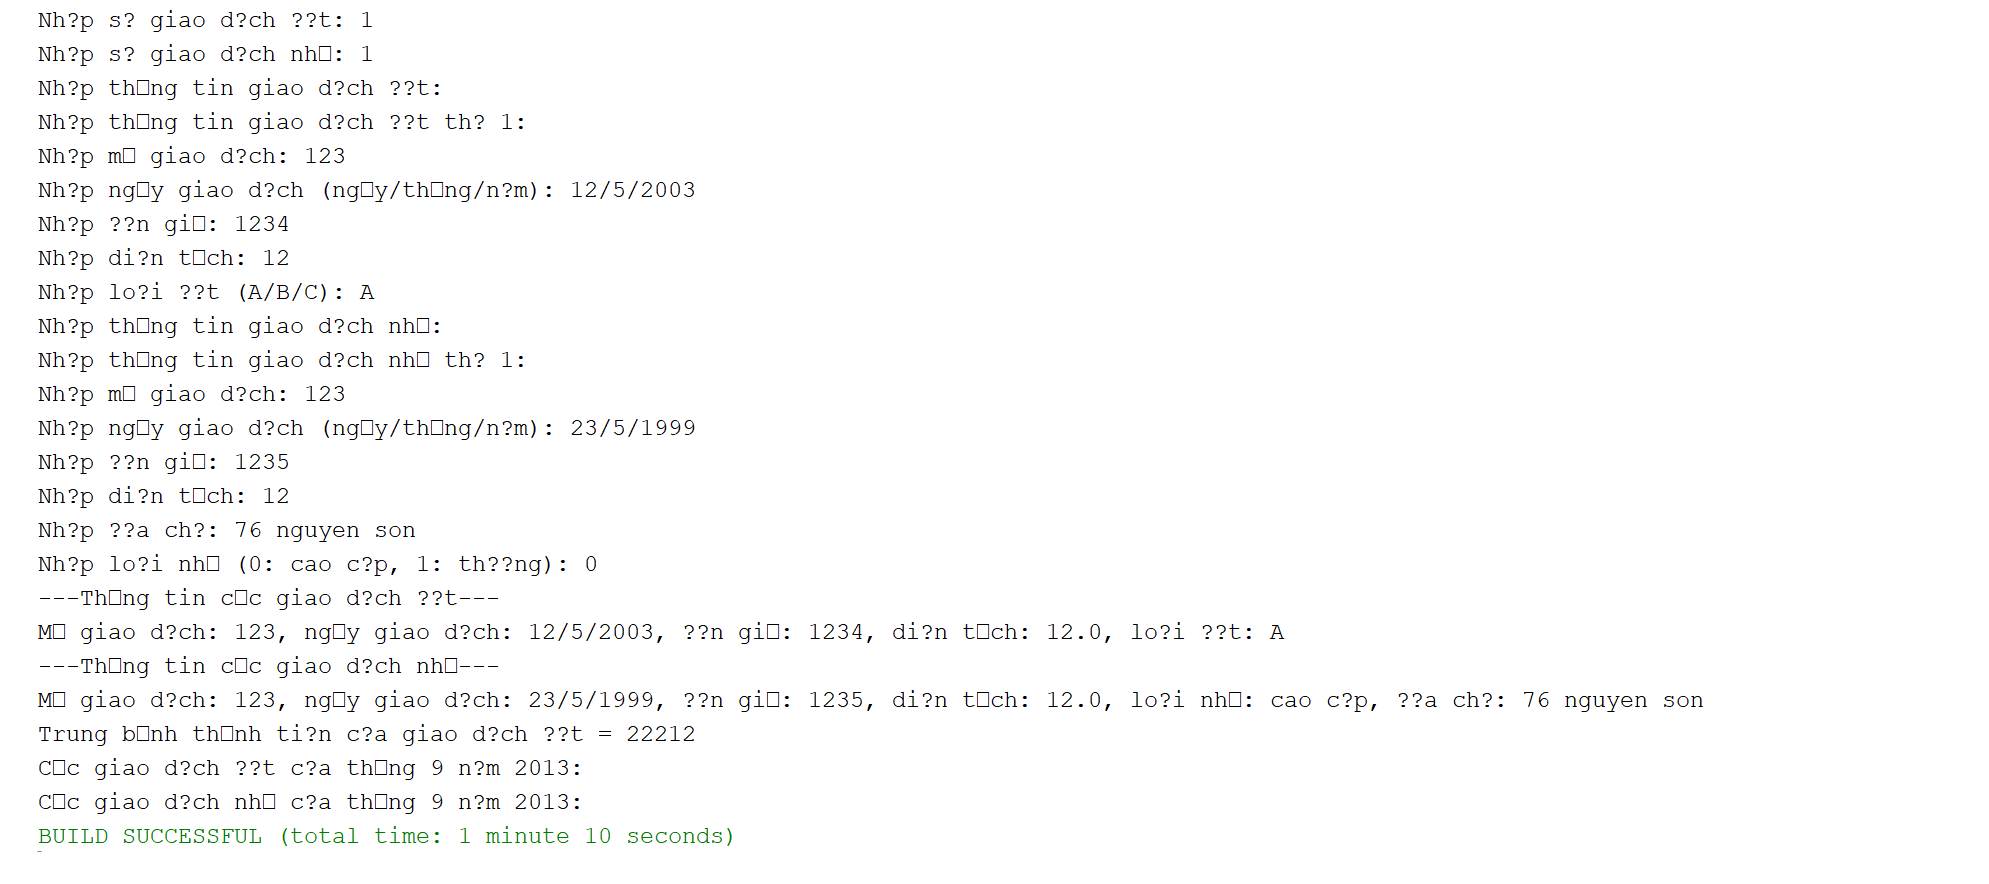 Nh?p s? giao d?ch ??t: 1
Nh?p s? giao d?ch nh□: 1
Nh?p th□ng tin giao d?ch ??t:
Nh?p th□ng tin giao d?ch ??t th? 1:
Nh?p m□ giao d?ch: 123
Nh?p ng□y giao d?ch (ng□y/th□ng/n?m): 12/5/2003
Nh?p ??n gi□: 1234
Nh?p di?n t□ch: 12
Nh?p lo?i ??t (A/B/C): A
Nh?p th□ng tin giao d?ch nh□:
Nh?p th□ng tin giao d?ch nh□ th? 1:
Nh?p m□ giao d?ch: 123
Nh?p ng□y giao d?ch (ng□y/th□ng/n?m): 23/5/1999
Nh?p ??n gi□: 1235
Nh?p di?n t□ch: 12
Nh?p ??a ch?: 76 nguyen son
Nh?p lo?i nh□ (0: cao c?p, 1: th??ng): 0
---Th□ng tin c□c giao d?ch ??t---
M□ giao d?ch: 123, ng□y giao d?ch: 12/5/2003, ??n gi□: 1234, di?n t□ch: 12.0, lo?i ??t: A
---Th□ng tin c□c giao d?ch nh□---
M□ giao d?ch: 123, ng□y giao d?ch: 23/5/1999, ??n gi□: 1235, di?n t□ch: 12.0, lo?i nh□: cao c?p, ??a ch?: 76 nguyen son
Trung b□nh th□nh ti?n c?a giao d?ch ??t = 22212
C□c giao d?ch ??t c?a th□ng 9 n?m 2013:
C□c giao d?ch nh□ c?a th□ng 9 n?m 2013:
BUILD SUCCESSFUL (total time: 1 minute 10 seconds)